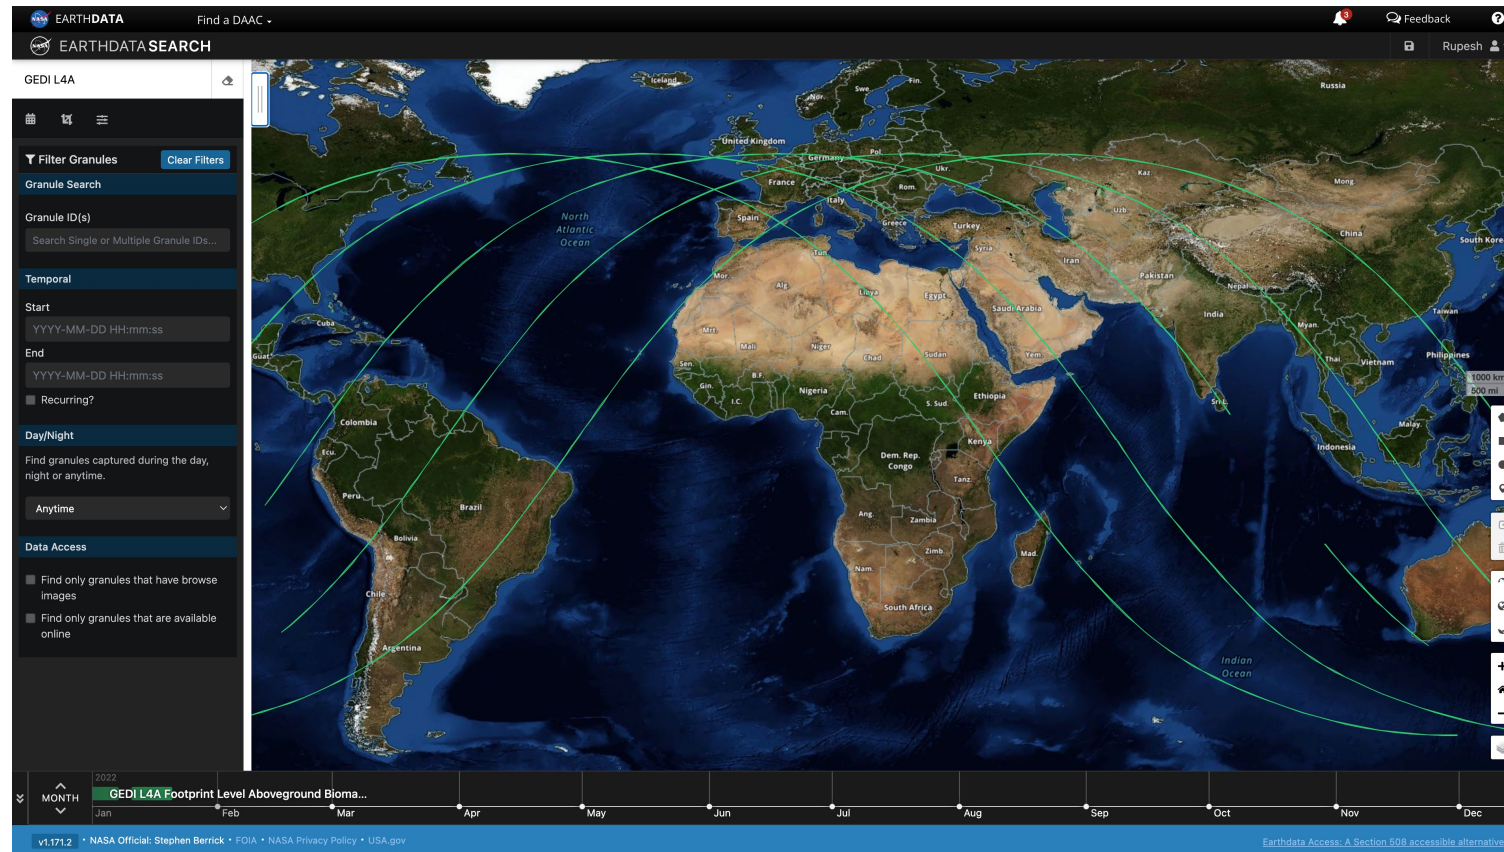 EARTHDATA
Find a DAAC
3
Feedback
?
EARTHDATA SEARCH
Rupesh
GEDI L4A
Filter Granules
Clear Filters
Granule Search
Granule ID(s)
Search Single or Multiple Granule IDs...
Temporal
Start
YYYY-MM-DD HH:mm:ss
End
YYYY-MM-DD HH:mm:ss
Recurring?
Day/Night
Find granules captured during the day,
night or anytime.
Anytime
Data Access
Find only granules that have browse
images
Find only granules that are available
online
Iceland
Nor.
Swe.
Fin.
Russia
United Kingdom
Germany
Pol.
Ukr.
France
Rom.
Italy
Kaz.
Mong.
Spain
Greece
Turkey
Uzb.
North
Atlantic
Ocean
China
South Kore
Mor.
Tun.
Syria
Iran
Pakistan
Nepal
Alg.
Libya
Egypt
Saudi Arabia
India
Myan.
Taiwan
Cuba
Guat.
Mrt.
Mali
Niger
Chad
Sudan
Yem.
Thai.
Vietnam
Philippines
Sen.
B.F.
Gin.
I.C.
Nigeria
Cam.
S. Sud.
Ethiopia
Sri L.
1000 km
500 mi
Colombia
Ecu.
Kenya
Malay.
Indonesia
Dem. Rep.
Congo
Tanz.
Peru
Brazil
Ang.
Zambia
Bolivia
Zimb.
Mad.
Nam.
Chile
South Africa
Argentina
Indian
Ocean
2022
MONTH
GEDI L4A Footprint Level Aboveground Bioma...
Jan
Feb
Mar
Apr
May
Jun
Jul
Aug
Sep
Oct
Nov
Dec
v1.171.2 • NASA Official: Stephen Berrick • FOIA • NASA Privacy Policy • USA.gov
Earthdata Access: A Section 508 accessible alternative